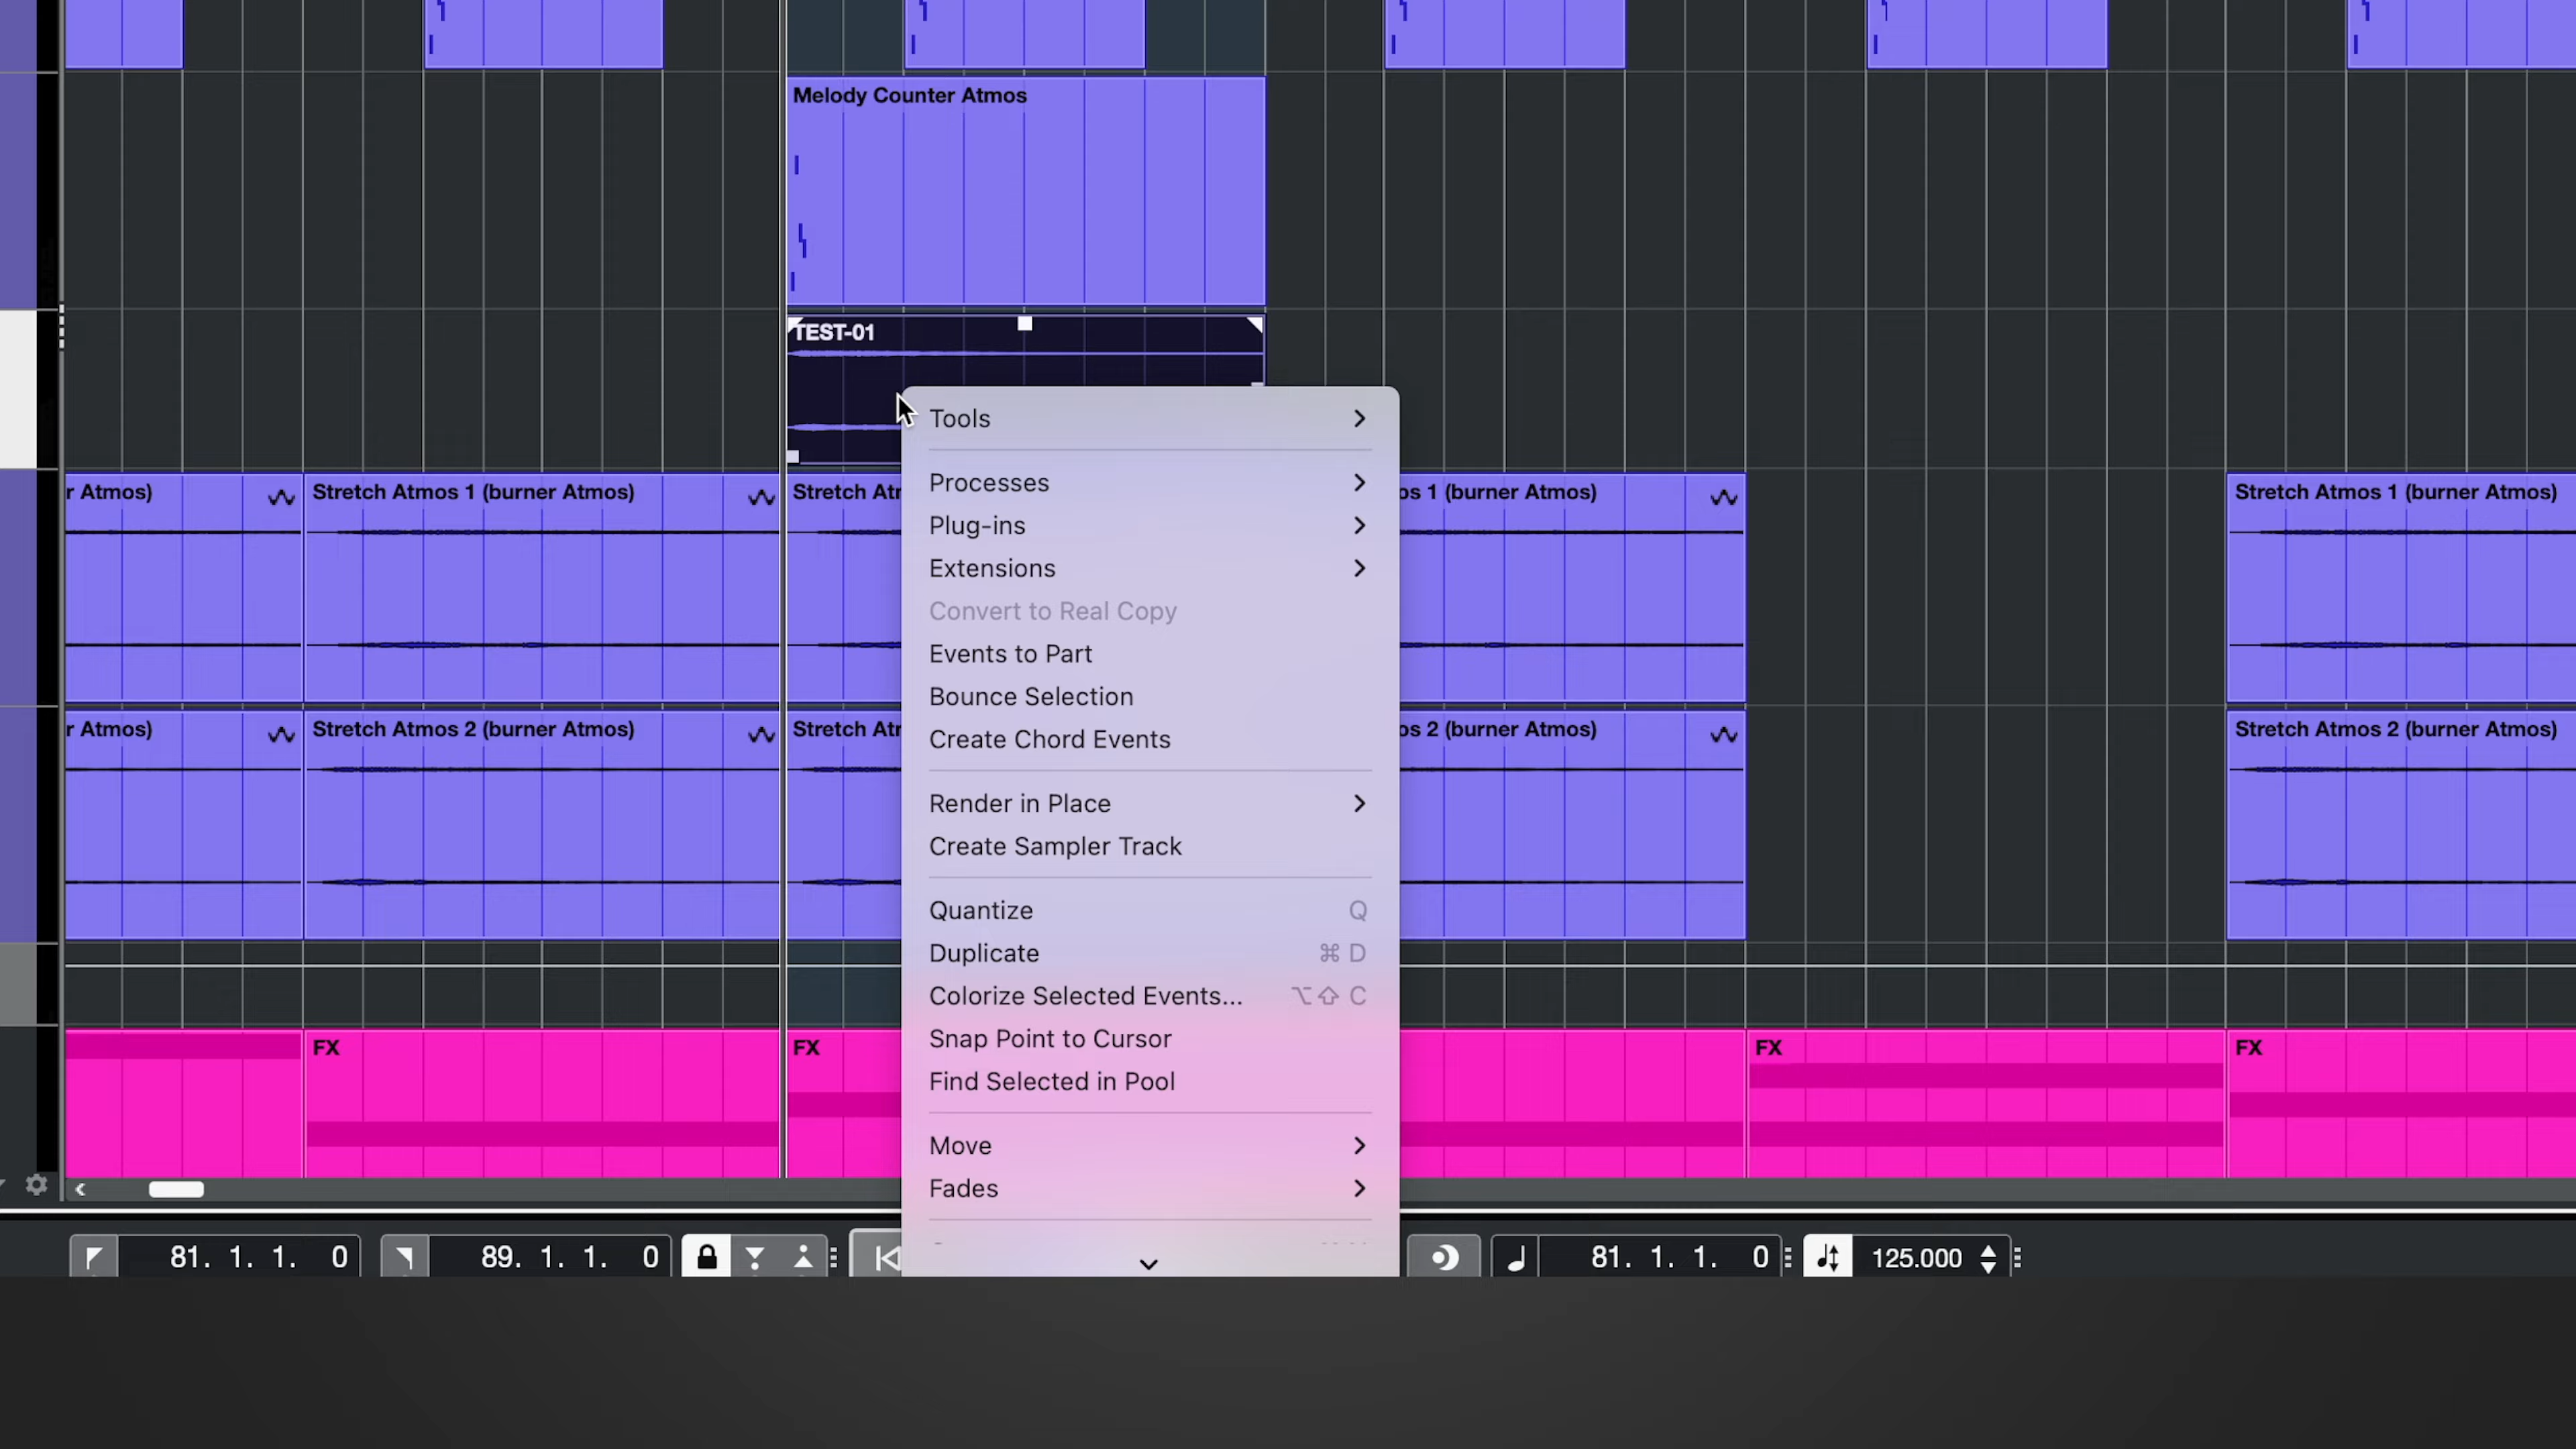 Melody Counter Atmos
TEST-01
Tools
Processes
Plug-ins
Extensions
Convert to Real Copy
Events to Part
Bounce Selection
Create Chord Events
Render in Place
Create Sampler Track
Quantize Q
Duplicate ⌘ D
Colorize Selected Events... ⌥⇧ C
Snap Point to Cursor
Find Selected in Pool
Move
Fades
r Atmos) Stretch Atmos 1 (burner Atmos) Stretch Atr os 1 (burner Atmos) Stretch Atmos 1 (burner Atmos)
r Atmos) Stretch Atmos 2 (burner Atmos) Stretch Atr os 2 (burner Atmos) Stretch Atmos 2 (burner Atmos)
FX FX FX FX
81. 1. 1. 0 89. 1. 1. 0 81. 1. 1. 0 125.000